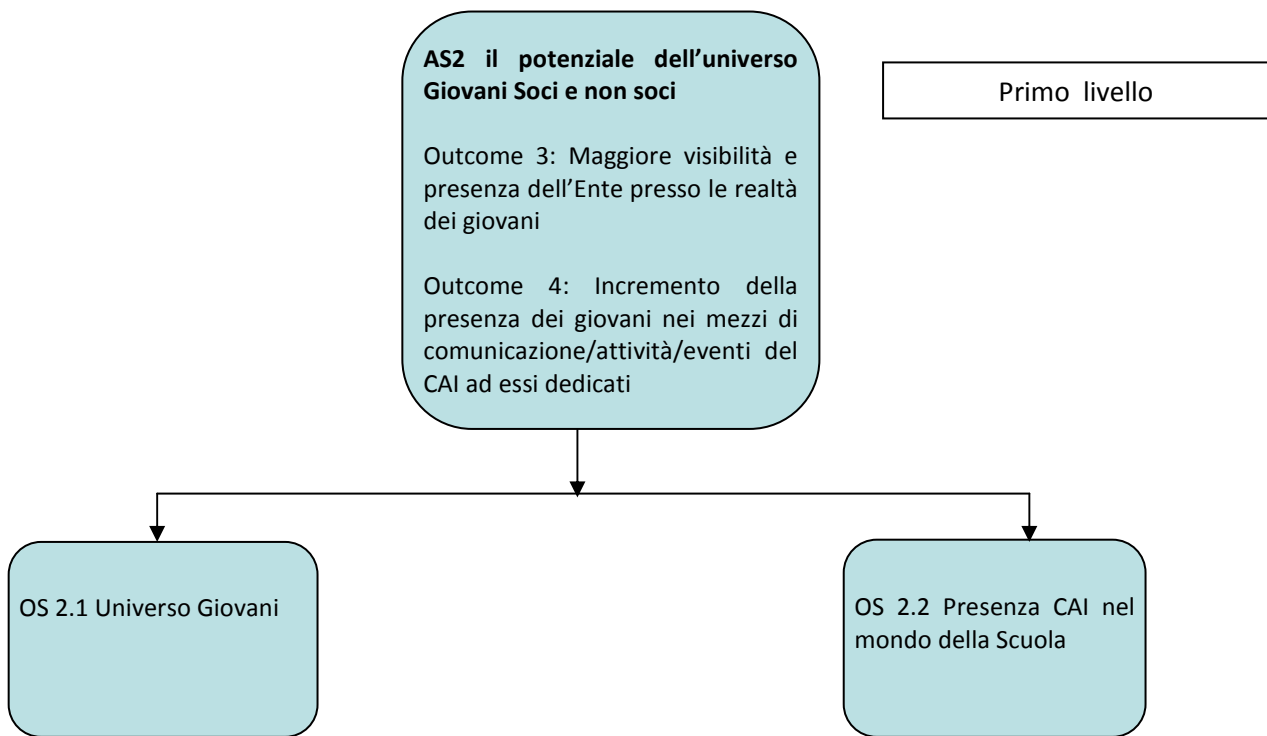 AS2 il potenziale dell’universo
Giovani Soci e non soci
Primo livello
Outcome 3: Maggiore visibilità e
presenza dell’Ente presso le realtà
dei giovani
Outcome 4: Incremento della
presenza dei giovani nei mezzi di
comunicazione/attività/eventi del
CAI ad essi dedicati
OS 2.1 Universo Giovani
OS 2.2 Presenza CAI nel
mondo della Scuola